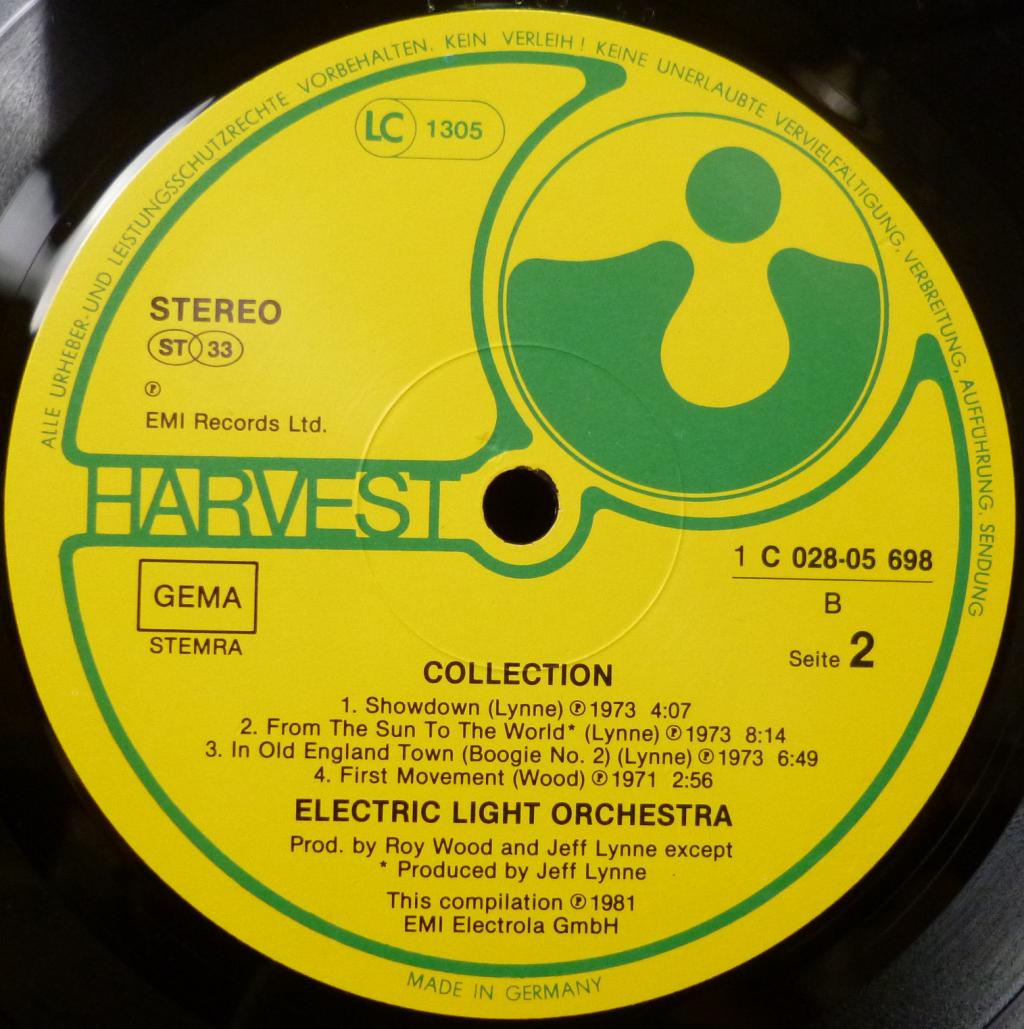 ALLE URHEBER- UND LEISTUNGSSCHUTZRECHTE VORBEHALTEN. KEIN VERLEIH! KEINE UNERLAUBTE VERVIELFÄLTIGUNG, VERBREITUNG, AUFFÜHRUNG, SENDUNG
LC 1305
STEREO
ST 33
℗
EMI Records Ltd.
HARVEST
GEMA
STEMRA
1 C 028-05 698
B
Seite 2
COLLECTION
1. Showdown (Lynne) ℗ 1973 4:07
2. From The Sun To The World* (Lynne) ℗ 1973 8:14
3. In Old England Town (Boogie No. 2) (Lynne) ℗ 1973 6:49
4. First Movement (Wood) ℗ 1971 2:56
ELECTRIC LIGHT ORCHESTRA
Prod. by Roy Wood and Jeff Lynne except
* Produced by Jeff Lynne
This compilation ℗ 1981
EMI Electrola GmbH
MADE IN GERMANY